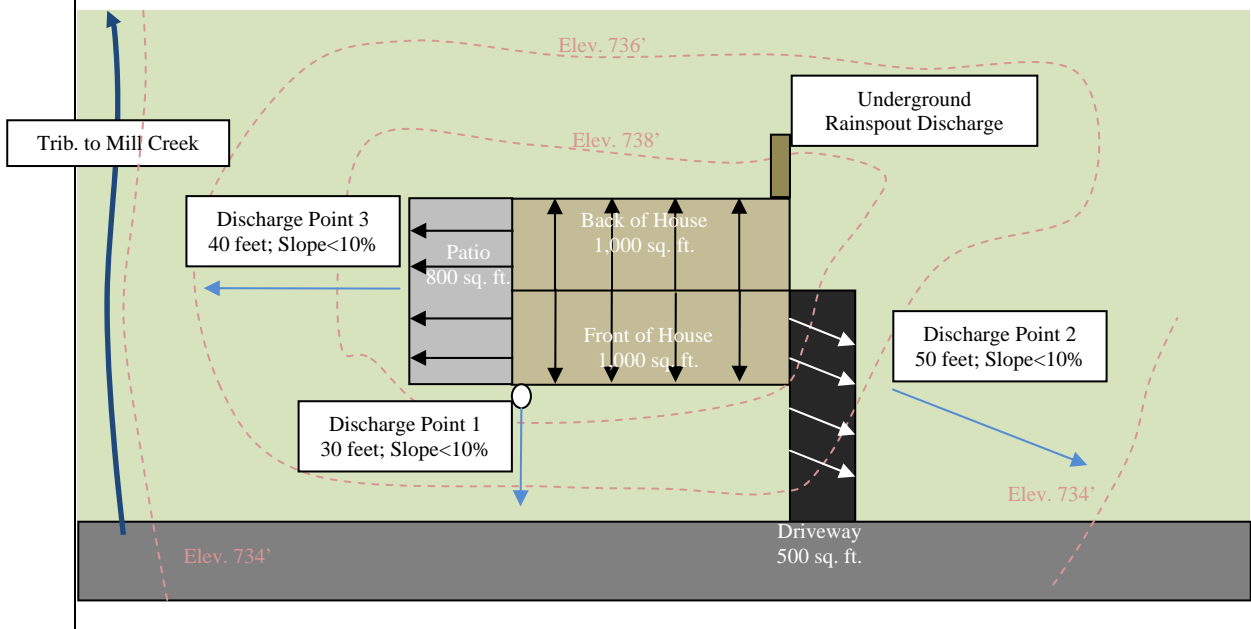 Elev. 736’
Underground
Rainspout Discharge
Trib. to Mill Creek
Elev. 738’
Discharge Point 3
40 feet; Slope<10%
Back of House
1,000 sq. ft.
Patio
800 sq. ft.
Front of House
1,000 sq. ft.
Discharge Point 2
50 feet; Slope<10%
Discharge Point 1
30 feet; Slope<10%
Elev. 734’
Driveway
500 sq. ft.
Elev. 734’